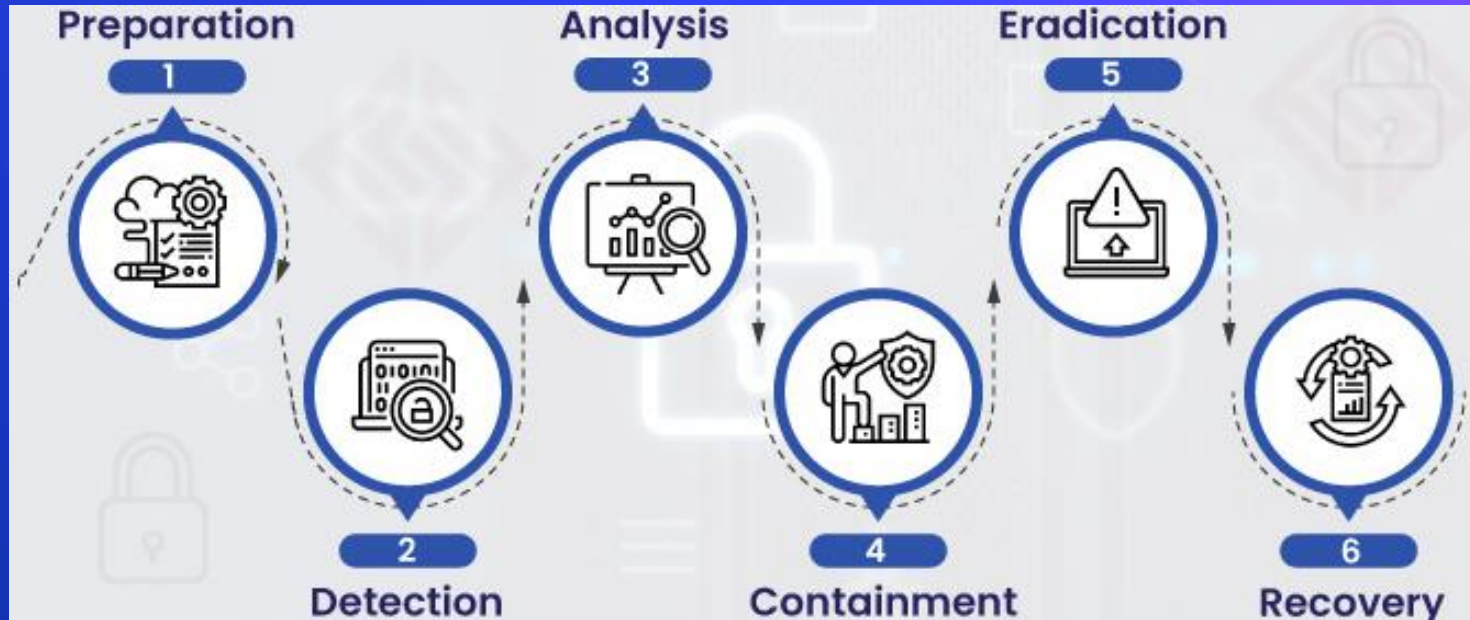 Preparation
1
Detection
2
Analysis
3
Containment
4
Eradication
5
Recovery
6